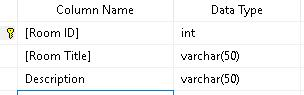 Column Name Data Type
[Room ID] int
[Room Title] varchar(50)
Description varchar(50)